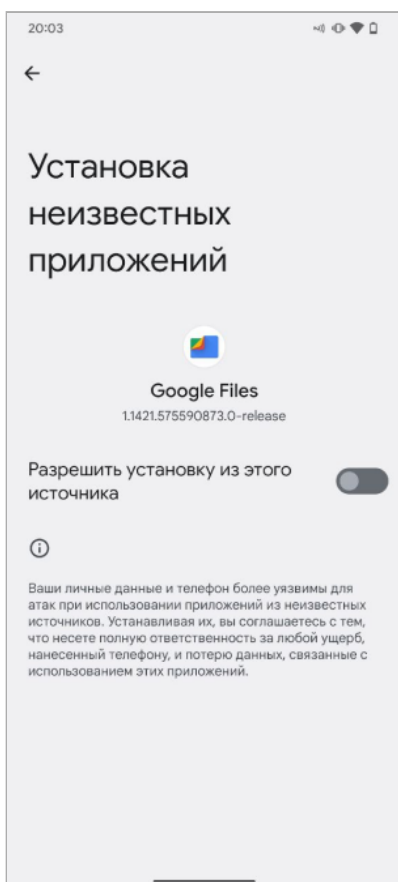 20:03
Установка
неизвестных
приложений
Google Files
1.1421.575590873.0-release
Разрешить установку из этого
источника
Ваши личные данные и телефон более уязвимы для
атак при использовании приложений из неизвестных
источников. Устанавливая их, вы соглашаетесь с тем,
что несете полную ответственность за любой ущерб,
нанесенный телефону, и потерю данных, связанные с
использованием этих приложений.